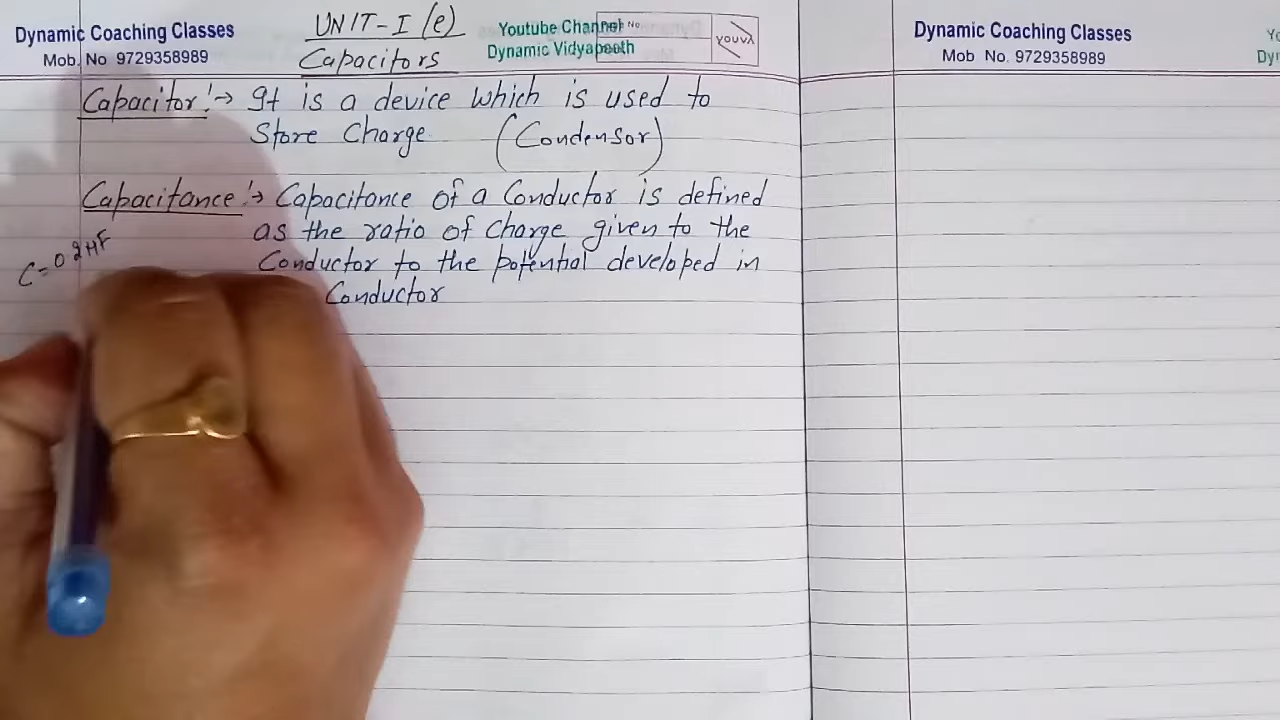 Dynamic Coaching Classes
Mob. No 9729358989
UNIT-I (e)
Capacitors
Youtube Channel
Dynamic Vidyapeeth
YOUVA
Capacitor :→ It is a device which is used to
Store Charge (Condensor)
Capacitance :→ Capacitance of a Conductor is defined
as the ratio of Charge given to the
Conductor to the potential developed in
Conductor
Dynamic Coaching Classes
Mob No. 9729358989